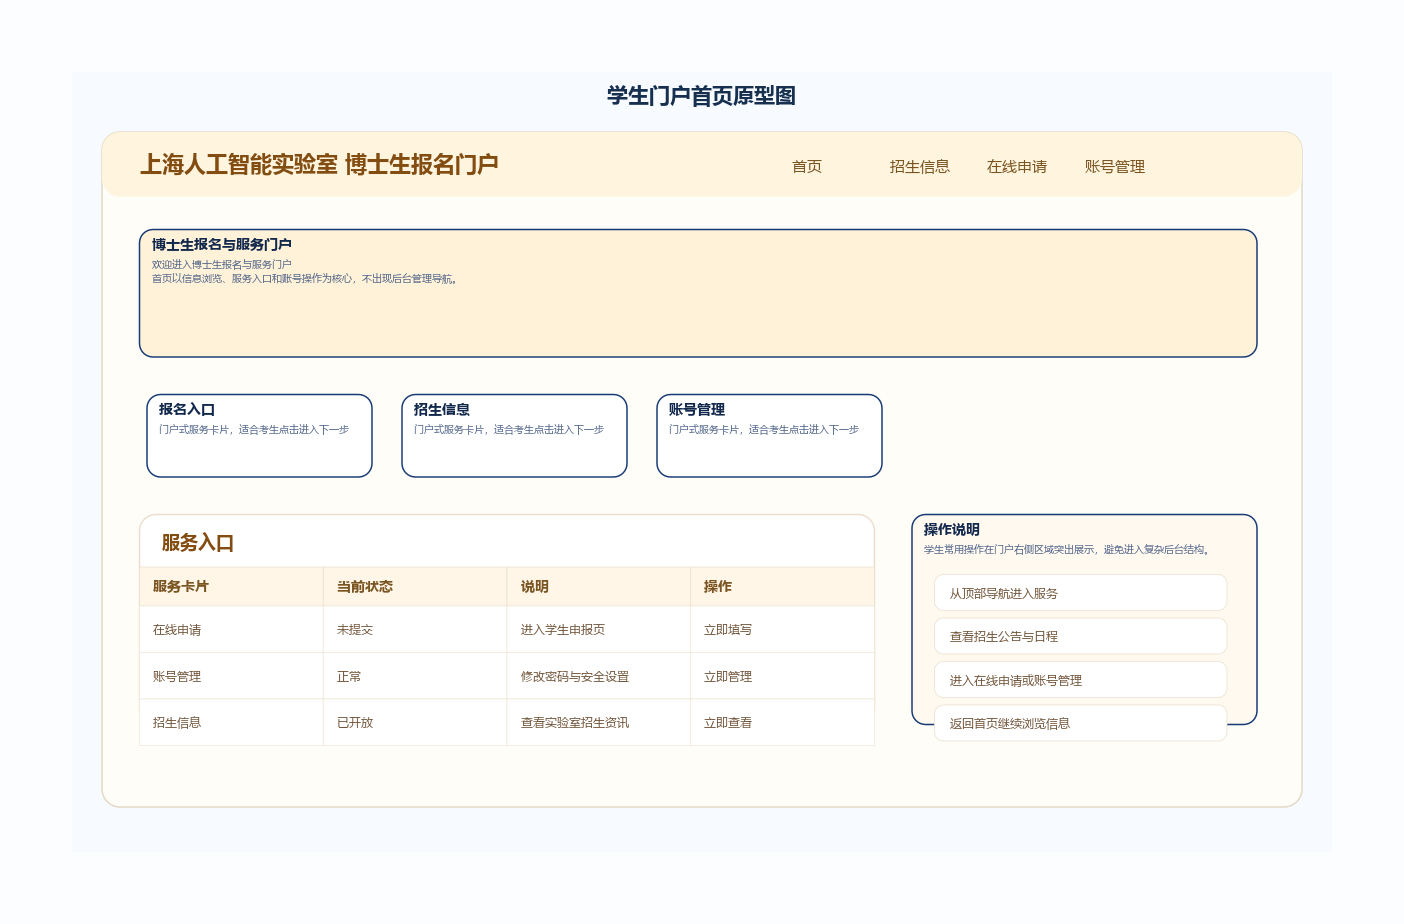 学生门户首页原型图
上海人工智能实验室 博士生报名门户
首页 招生信息 在线申请 账号管理
博士生报名与服务门户
欢迎进入博士生报名与服务门户
首页以信息浏览、服务入口和账号操作为核心，不出现后台管理导航。
报名入口
门户式服务卡片，适合考生点击进入下一步
招生信息
门户式服务卡片，适合考生点击进入下一步
账号管理
门户式服务卡片，适合考生点击进入下一步
服务入口
服务卡片 当前状态 说明 操作
在线申请 未提交 进入学生申报页 立即填写
账号管理 正常 修改密码与安全设置 立即管理
招生信息 已开放 查看实验室招生资讯 立即查看
操作说明
学生常用操作在门户右侧区域突出展示，避免进入复杂后台结构。
从顶部导航进入服务
查看招生公告与日程
进入在线申请或账号管理
返回首页继续浏览信息